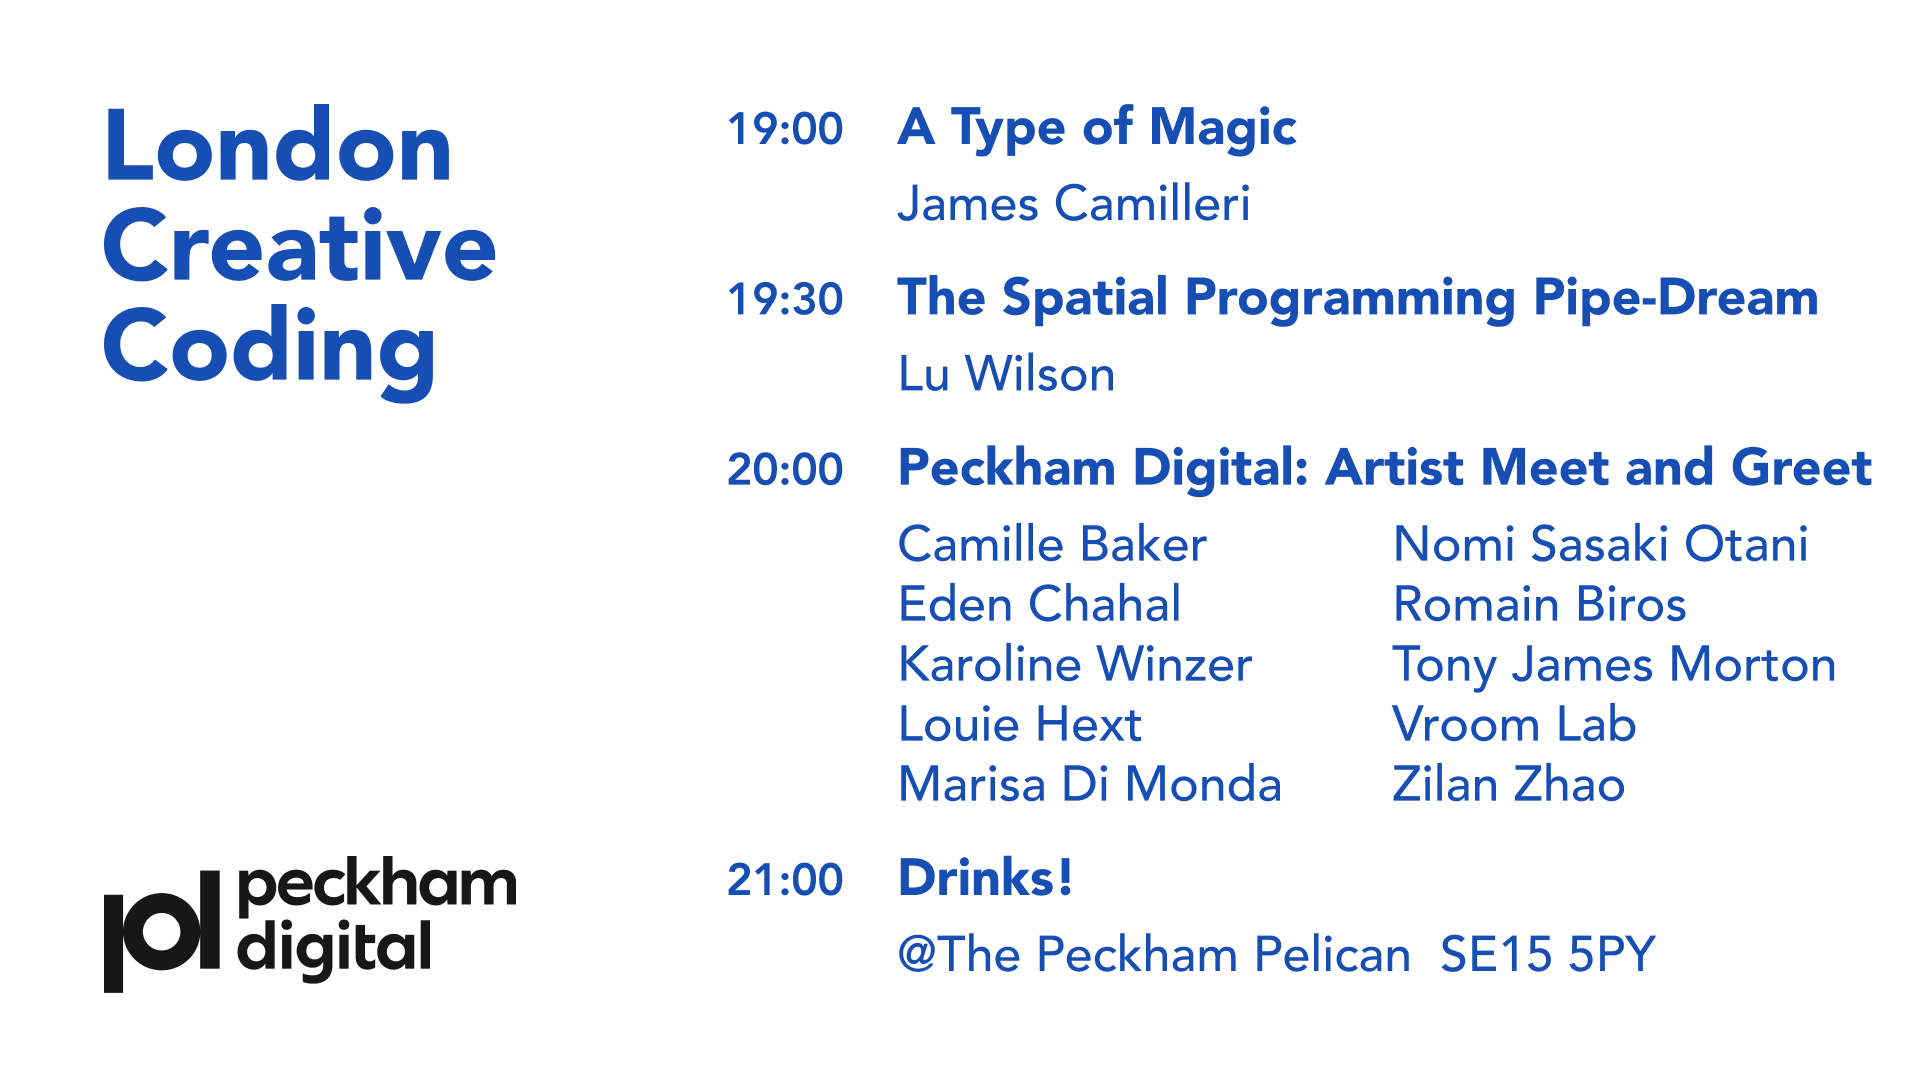 London
Creative
Coding
19:00 A Type of Magic
James Camilleri
19:30 The Spatial Programming Pipe-Dream
Lu Wilson
20:00 Peckham Digital: Artist Meet and Greet
Camille Baker
Eden Chahal
Karoline Winzer
Louie Hext
Marisa Di Monda
Nomi Sasaki Otani
Romain Biros
Tony James Morton
Vroom Lab
Zilan Zhao
21:00 Drinks!
@The Peckham Pelican SE15 5PY
pd
peckham
digital